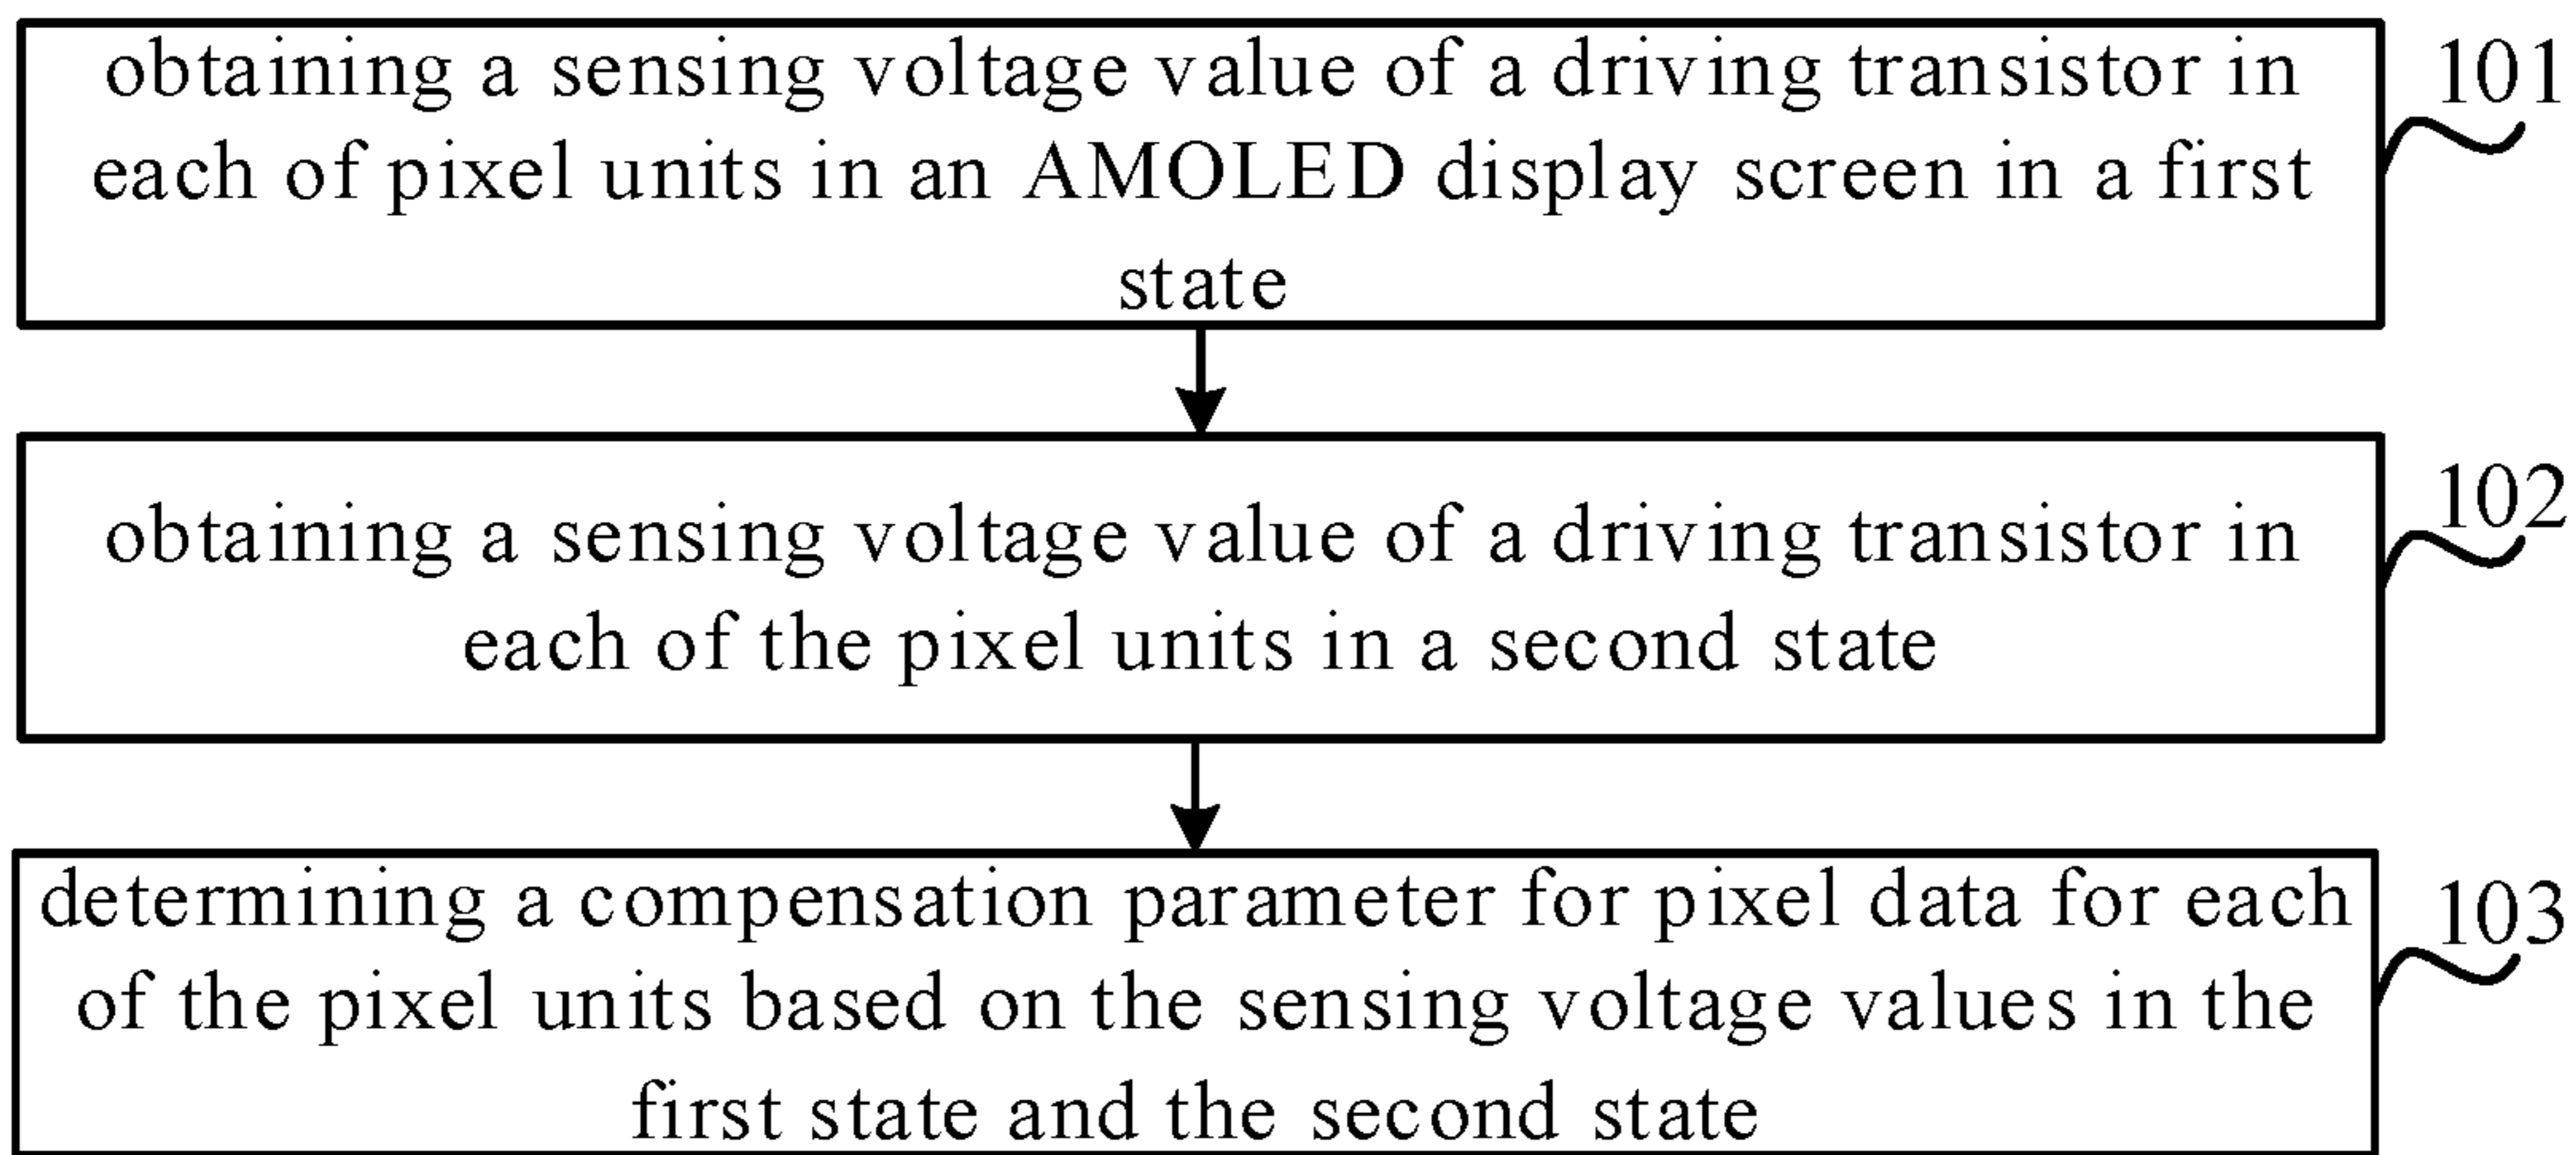 obtaining a sensing voltage value of a driving transistor in
each of pixel units in an AMOLED display screen in a first
state
101
obtaining a sensing voltage value of a driving transistor in
each of the pixel units in a second state
102
determining a compensation parameter for pixel data for each
of the pixel units based on the sensing voltage values in the
first state and the second state
103